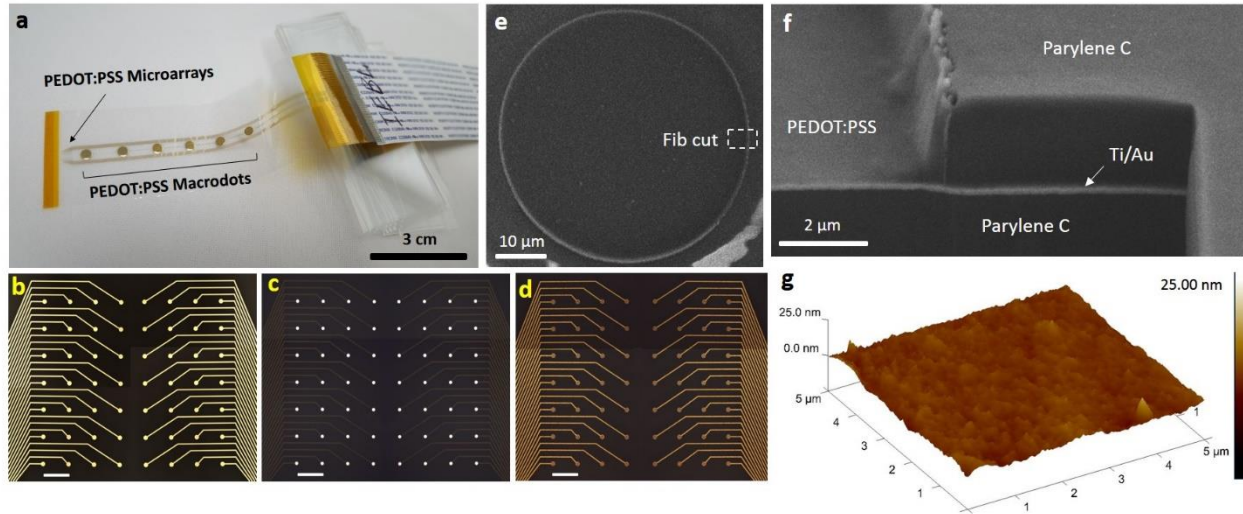 a
PEDOT:PSS Microarrays
PEDOT:PSS Macrodots
3 cm
b
c
d
e
Fib cut
10 µm
f
Parylene C
PEDOT:PSS
Ti/Au
Parylene C
2 µm
g
25.00 nm
25.0 nm
0.0 nm
5 µm
4
3
2
1
1
2
3
4
5 µm
1